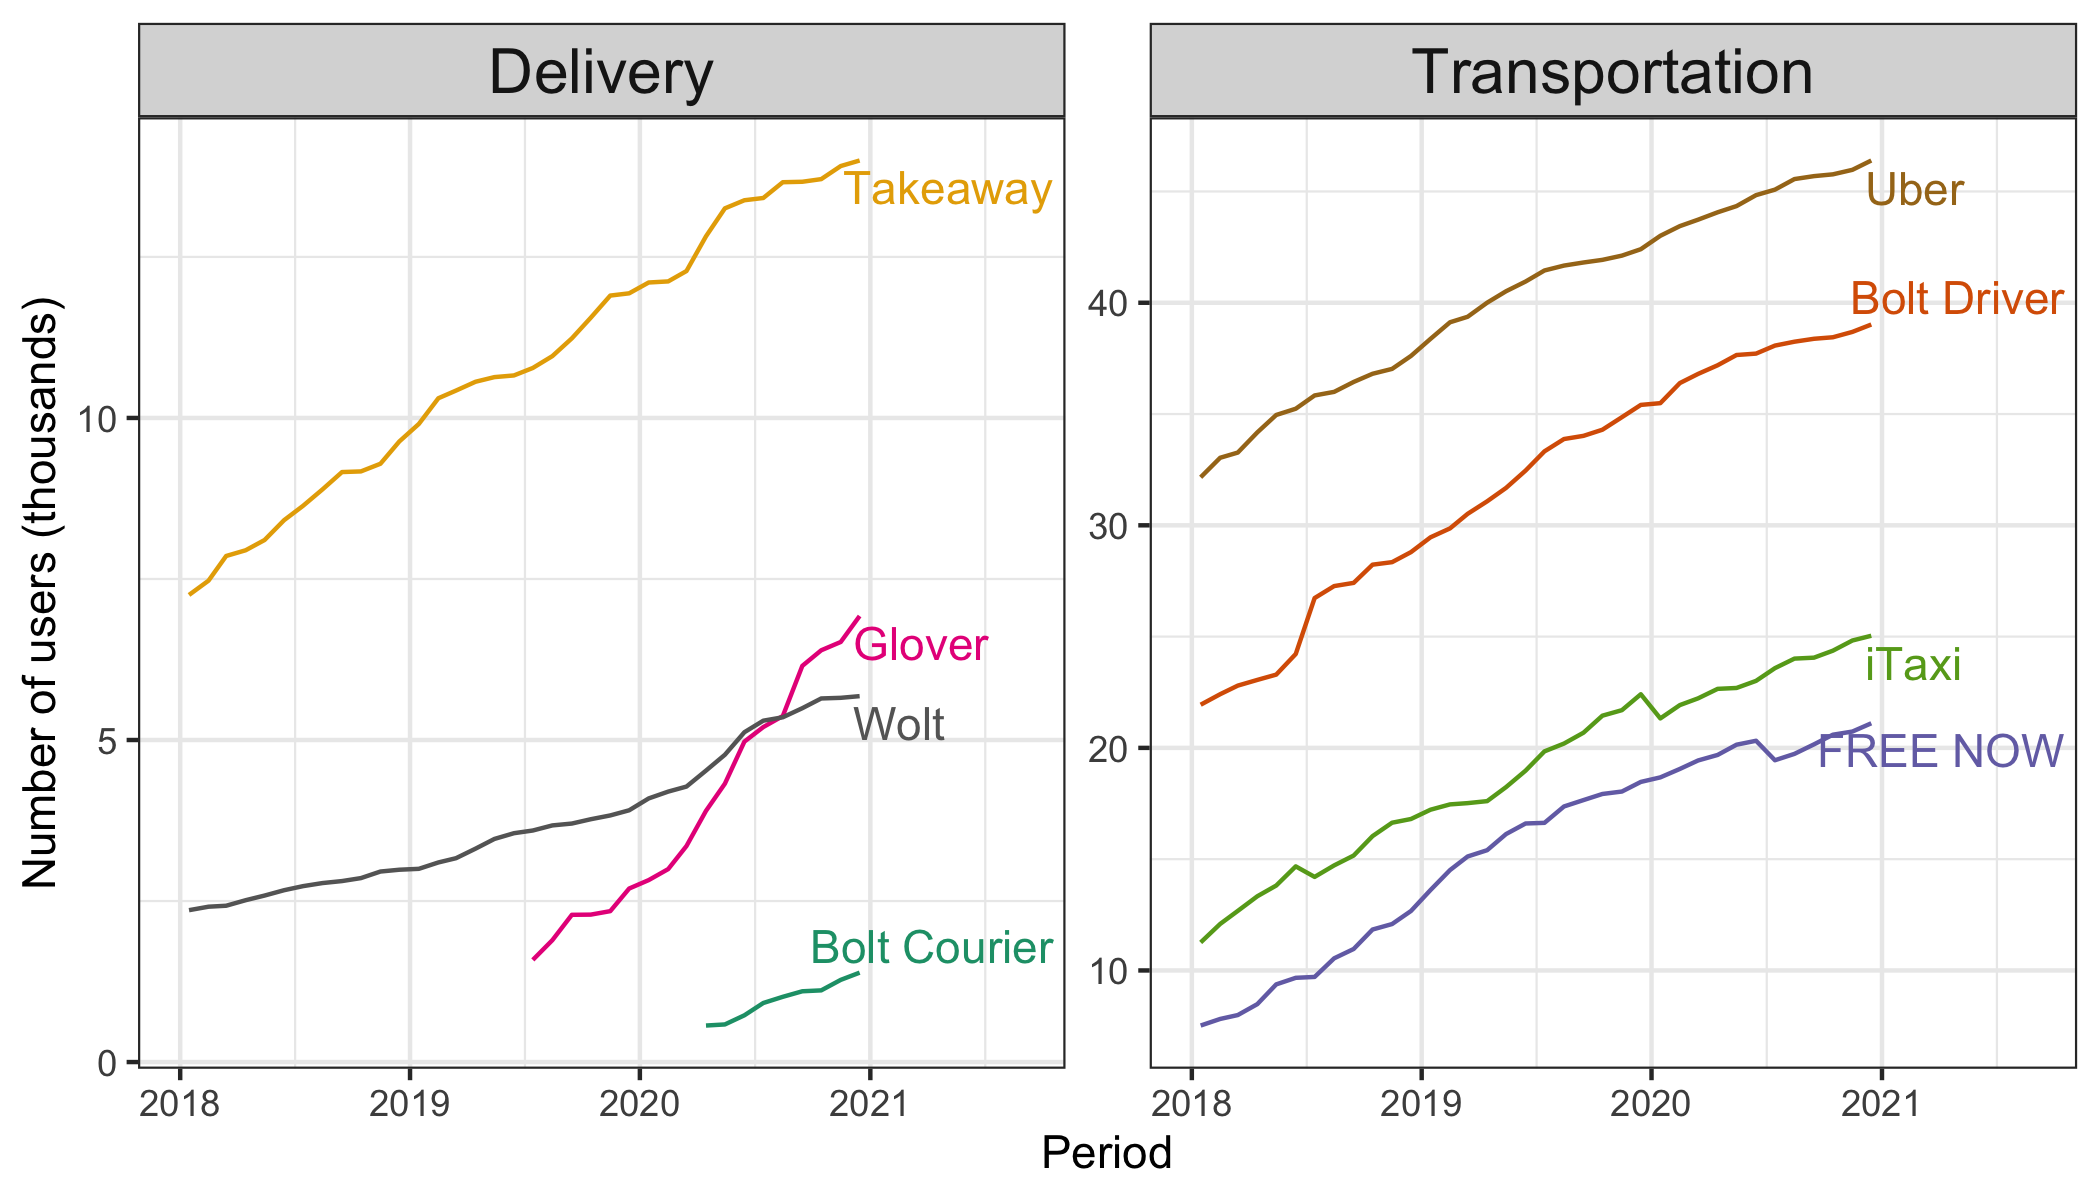 Delivery
Transportation
Number of users (thousands)
10
5
0
Takeaway
Glover
Wolt
Bolt Courier
2018 2019 2020 2021
40
30
20
10
Uber
Bolt Driver
iTaxi
FREE NOW
2018 2019 2020 2021
Period